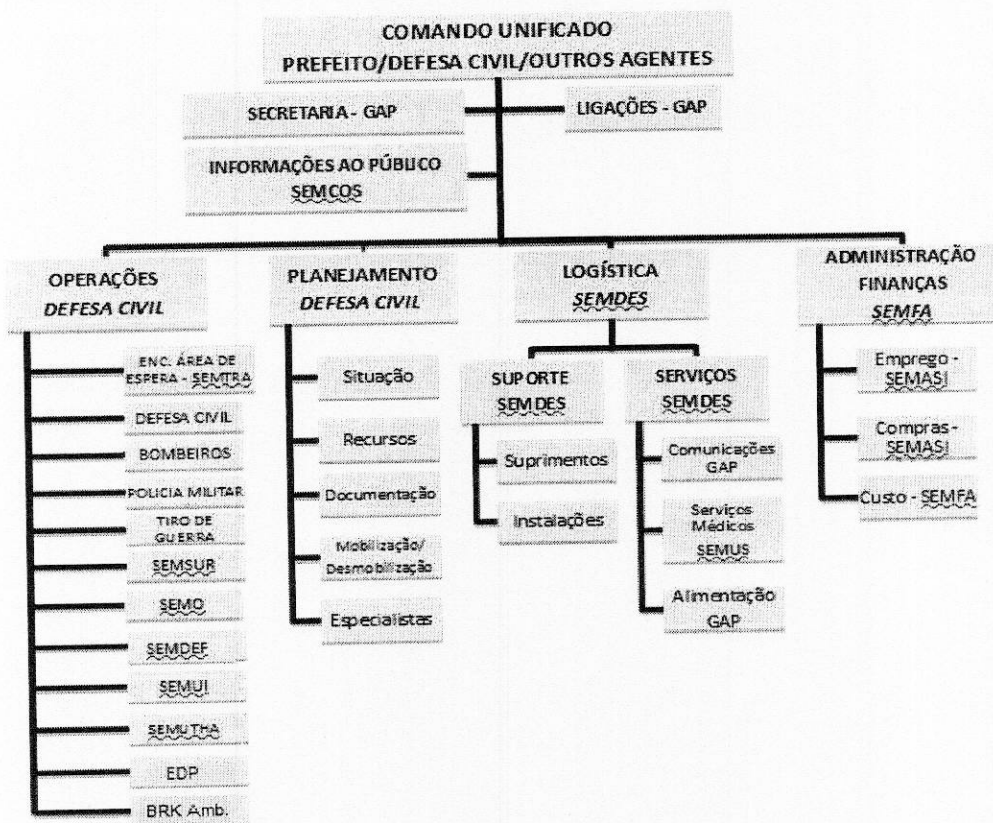 COMANDO UNIFICADO
PREFEITO/DEFESA CIVIL/OUTROS AGENTES
SECRETARIA - GAP
LIGAÇÕES - GAP
INFORMAÇÕES AO PÚBLICO
SEMCOS
OPERAÇÕES
DEFESA CIVIL
ENC. ÁREA DE
ESPERA - SEMTRA
DEFESA CIVIL
BOMBEIROS
POLICIA MILITAR
TIRO DE
GUERRA
SEMSUR
SEMO
SEMDEF
SEMUI
SEMUTHA
EDP
BRK Amb.
PLANEJAMENTO
DEFESA CIVIL
Situação
Recursos
Documentação
Mobilização/
Desmobilização
Especialistas
LOGÍSTICA
SEMDES
SUPORTE
SEMDES
Suprimentos
Instalações
SERVIÇOS
SEMDES
Comunicações
GAP
Serviços
Médicos
SEMUS
Alimentação
GAP
ADMINISTRAÇÃO
FINANÇAS
SEMFA
Emprego -
SEMASI
Compras -
SEMASI
Custo - SEMFA